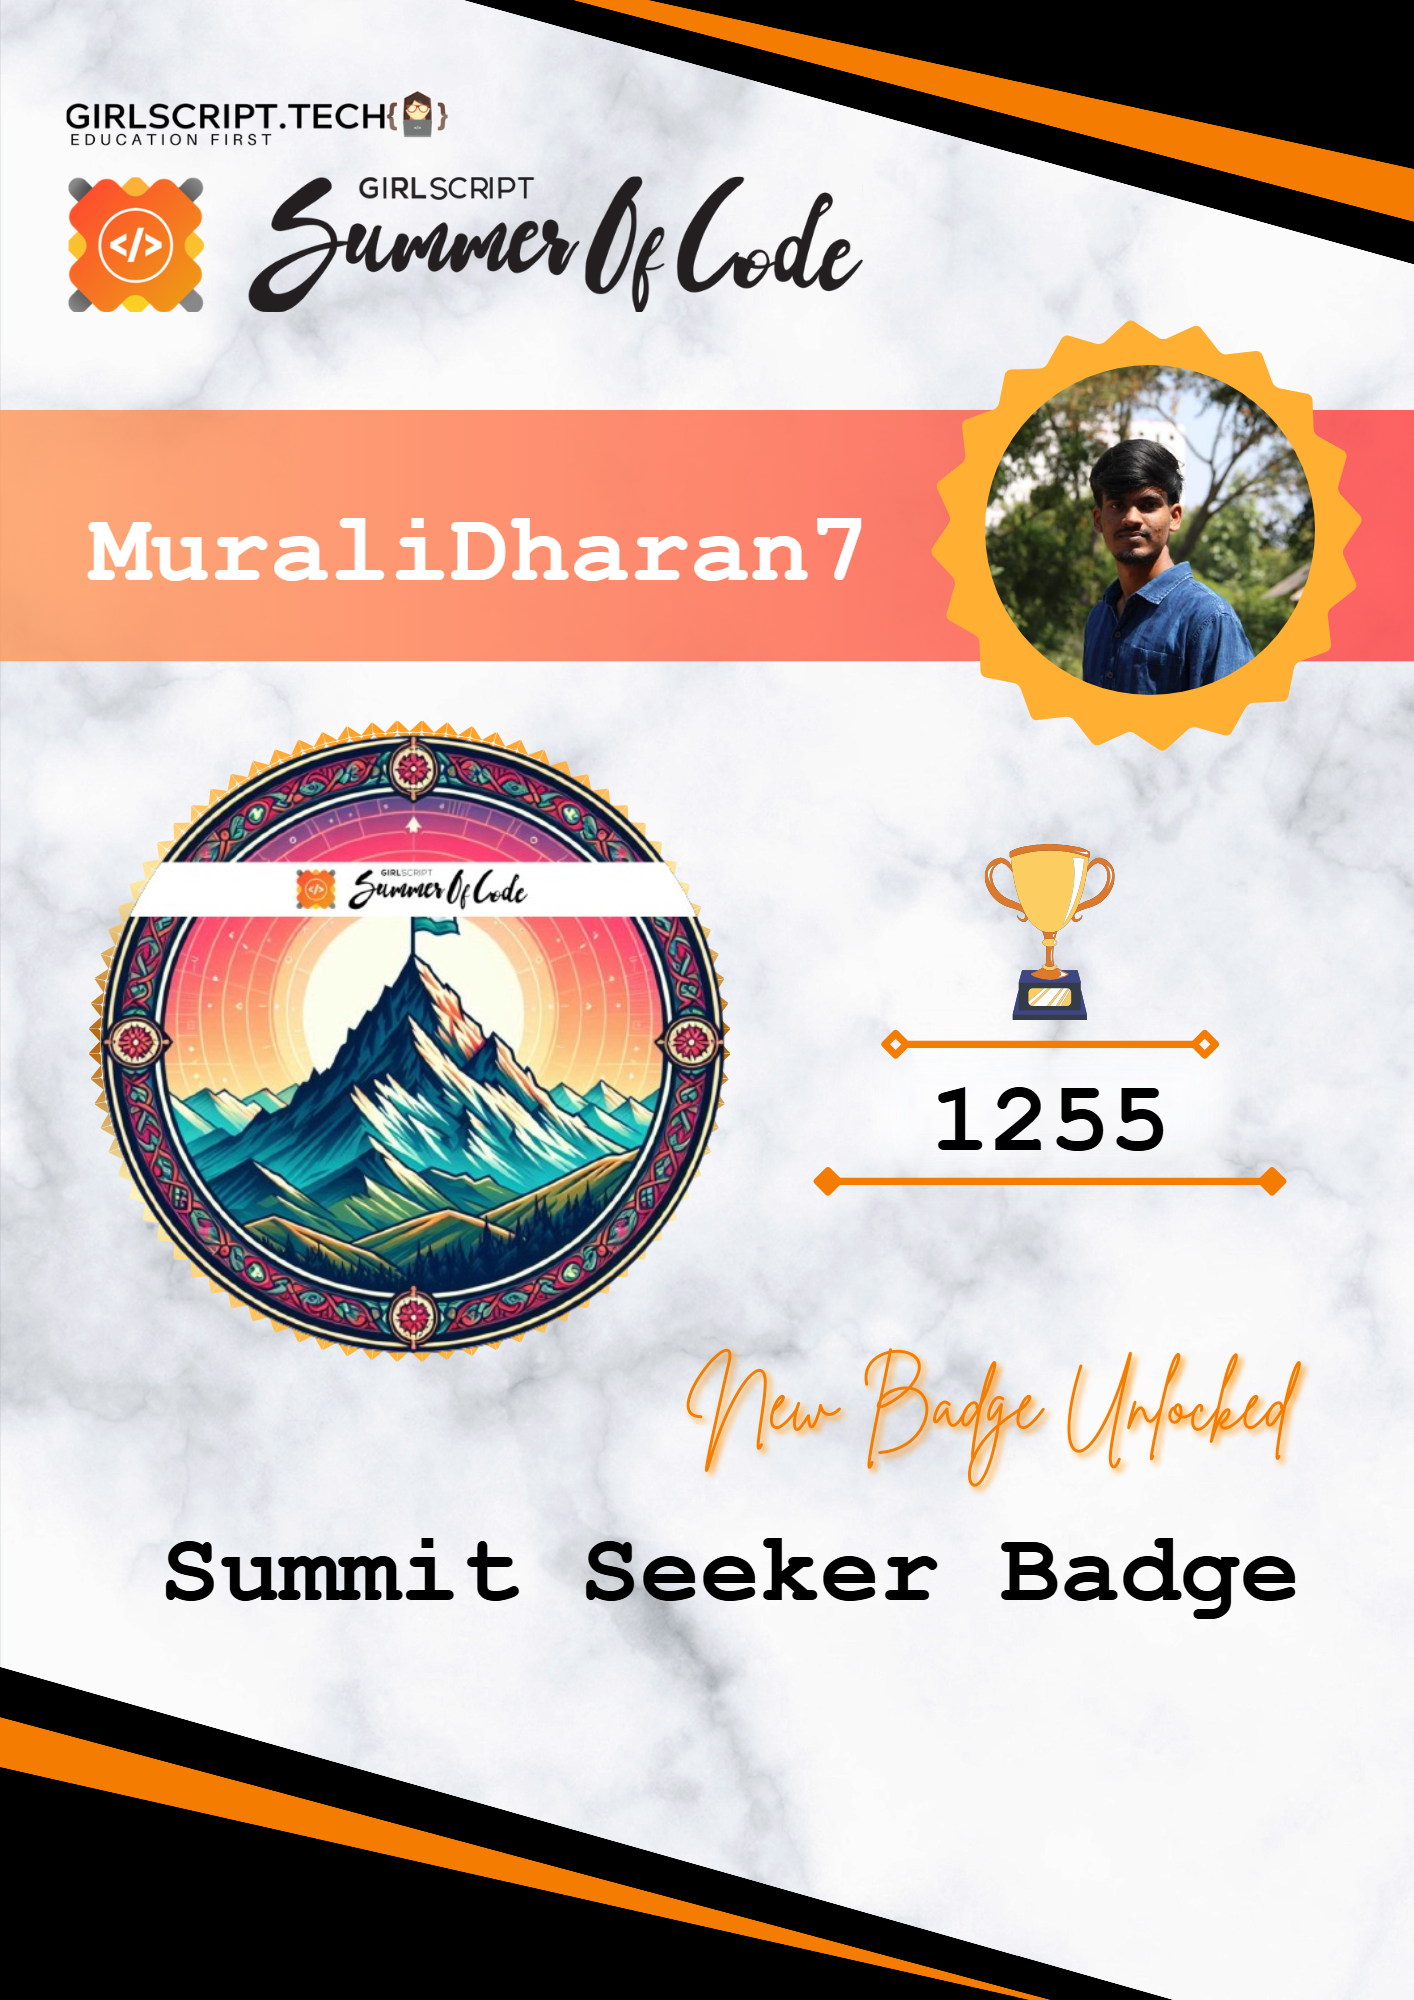 GIRLSCRIPT.TECH{ }
EDUCATION FIRST
GIRLSCRIPT
Summer Of Code
</>
MuraliDharan7
GIRLSCRIPT
Summer Of Code
</>
1255
New Badge Unlocked
Summit Seeker Badge